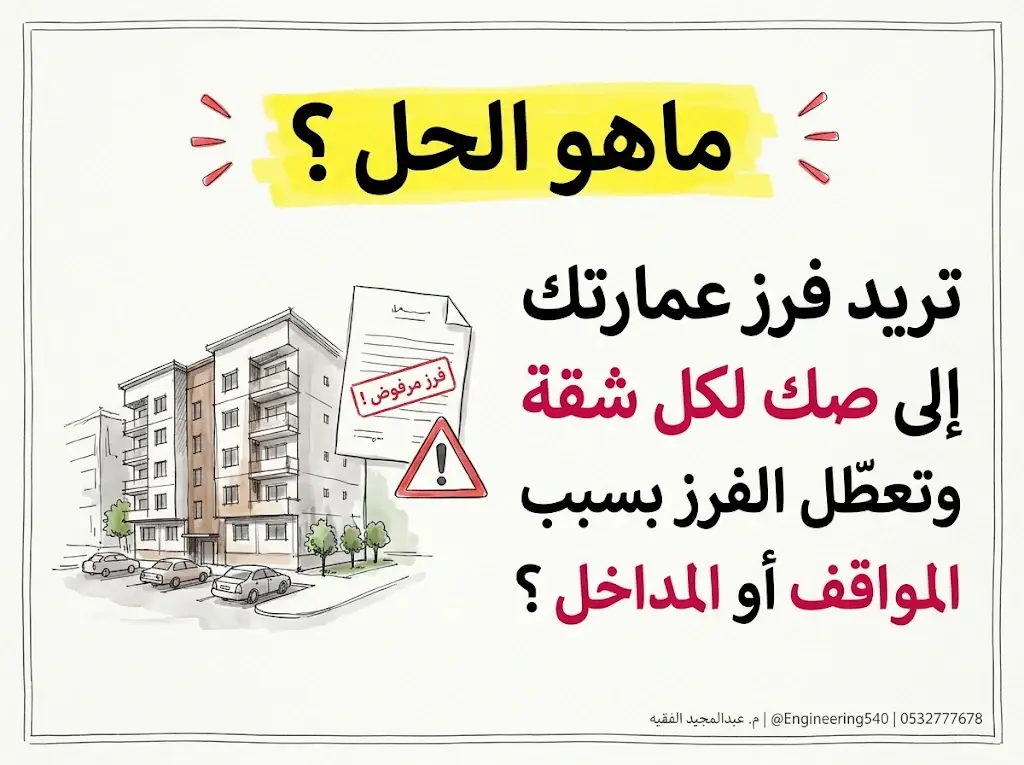 ماهو الحل ؟
تريد فرز عمارتك
إلى صك لكل شقة
وتعطّل الفرز بسبب
المواقف أو المداخل ؟
فرز مرفوض !
م. عبدالمجيد الفقيه | @Engineering540 | 0532777678